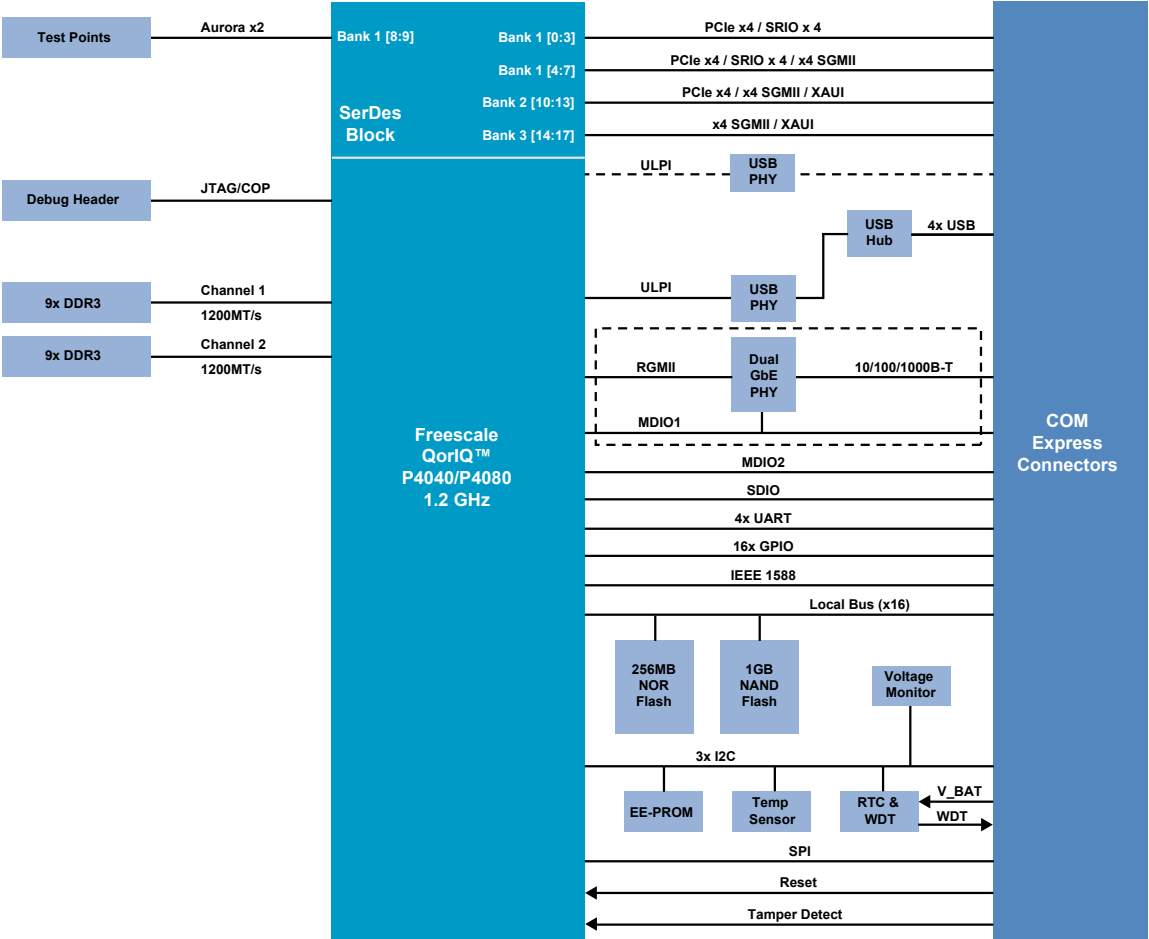 Test Points
Aurora x2
Bank 1 [8:9]
Bank 1 [0:3]
PCIe x4 / SRIO x 4
Bank 1 [4:7]
PCIe x4 / SRIO x 4 / x4 SGMII
Bank 2 [10:13]
PCIe x4 / x4 SGMII / XAUI
SerDes
Block
Bank 3 [14:17]
x4 SGMII / XAUI
ULPI
USB
PHY
Debug Header
JTAG/COP
USB
Hub
4x USB
9x DDR3
Channel 1
1200MT/s
ULPI
USB
PHY
9x DDR3
Channel 2
1200MT/s
RGMII
Dual
GbE
PHY
10/100/1000B-T
MDIO1
Freescale
QorIQ™
P4040/P4080
1.2 GHz
COM
Express
Connectors
MDIO2
SDIO
4x UART
16x GPIO
IEEE 1588
Local Bus (x16)
256MB
NOR
Flash
1GB
NAND
Flash
Voltage
Monitor
3x I2C
EE-PROM
Temp
Sensor
RTC &
WDT
V_BAT
WDT
SPI
Reset
Tamper Detect